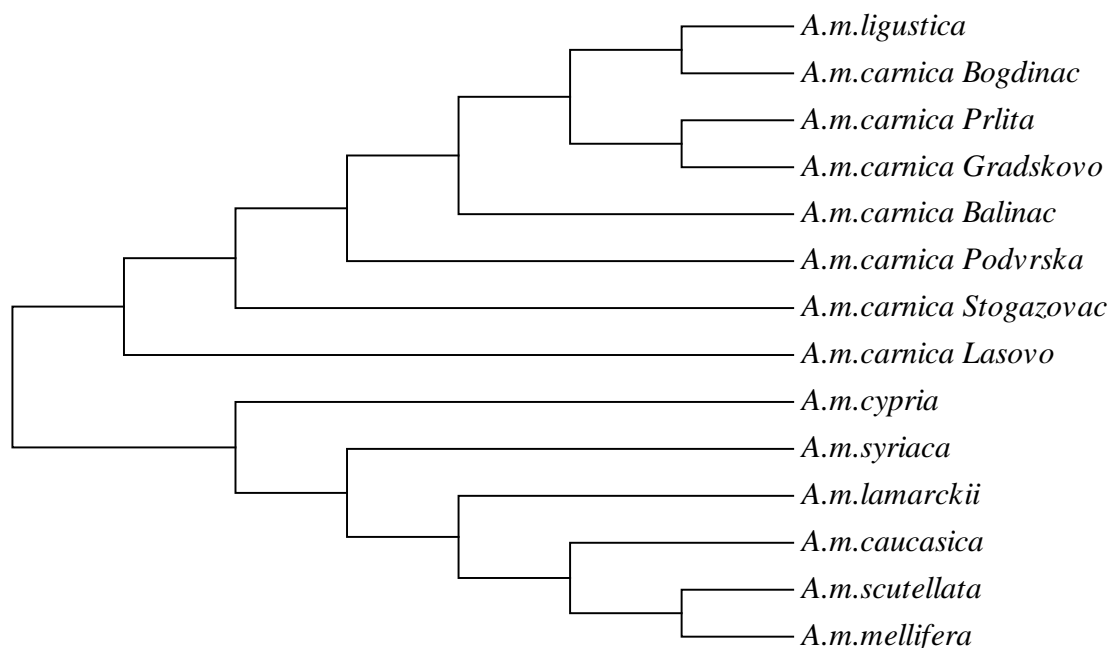 A.m.ligustica
A.m.carnica Bogdinac
A.m.carnica Prlita
A.m.carnica Gradskovo
A.m.carnica Balinac
A.m.carnica Podvrska
A.m.carnica Stogazovac
A.m.carnica Lasovo
A.m.cypria
A.m.syriaca
A.m.lamarckii
A.m.caucasica
A.m.scutellata
A.m.mellifera